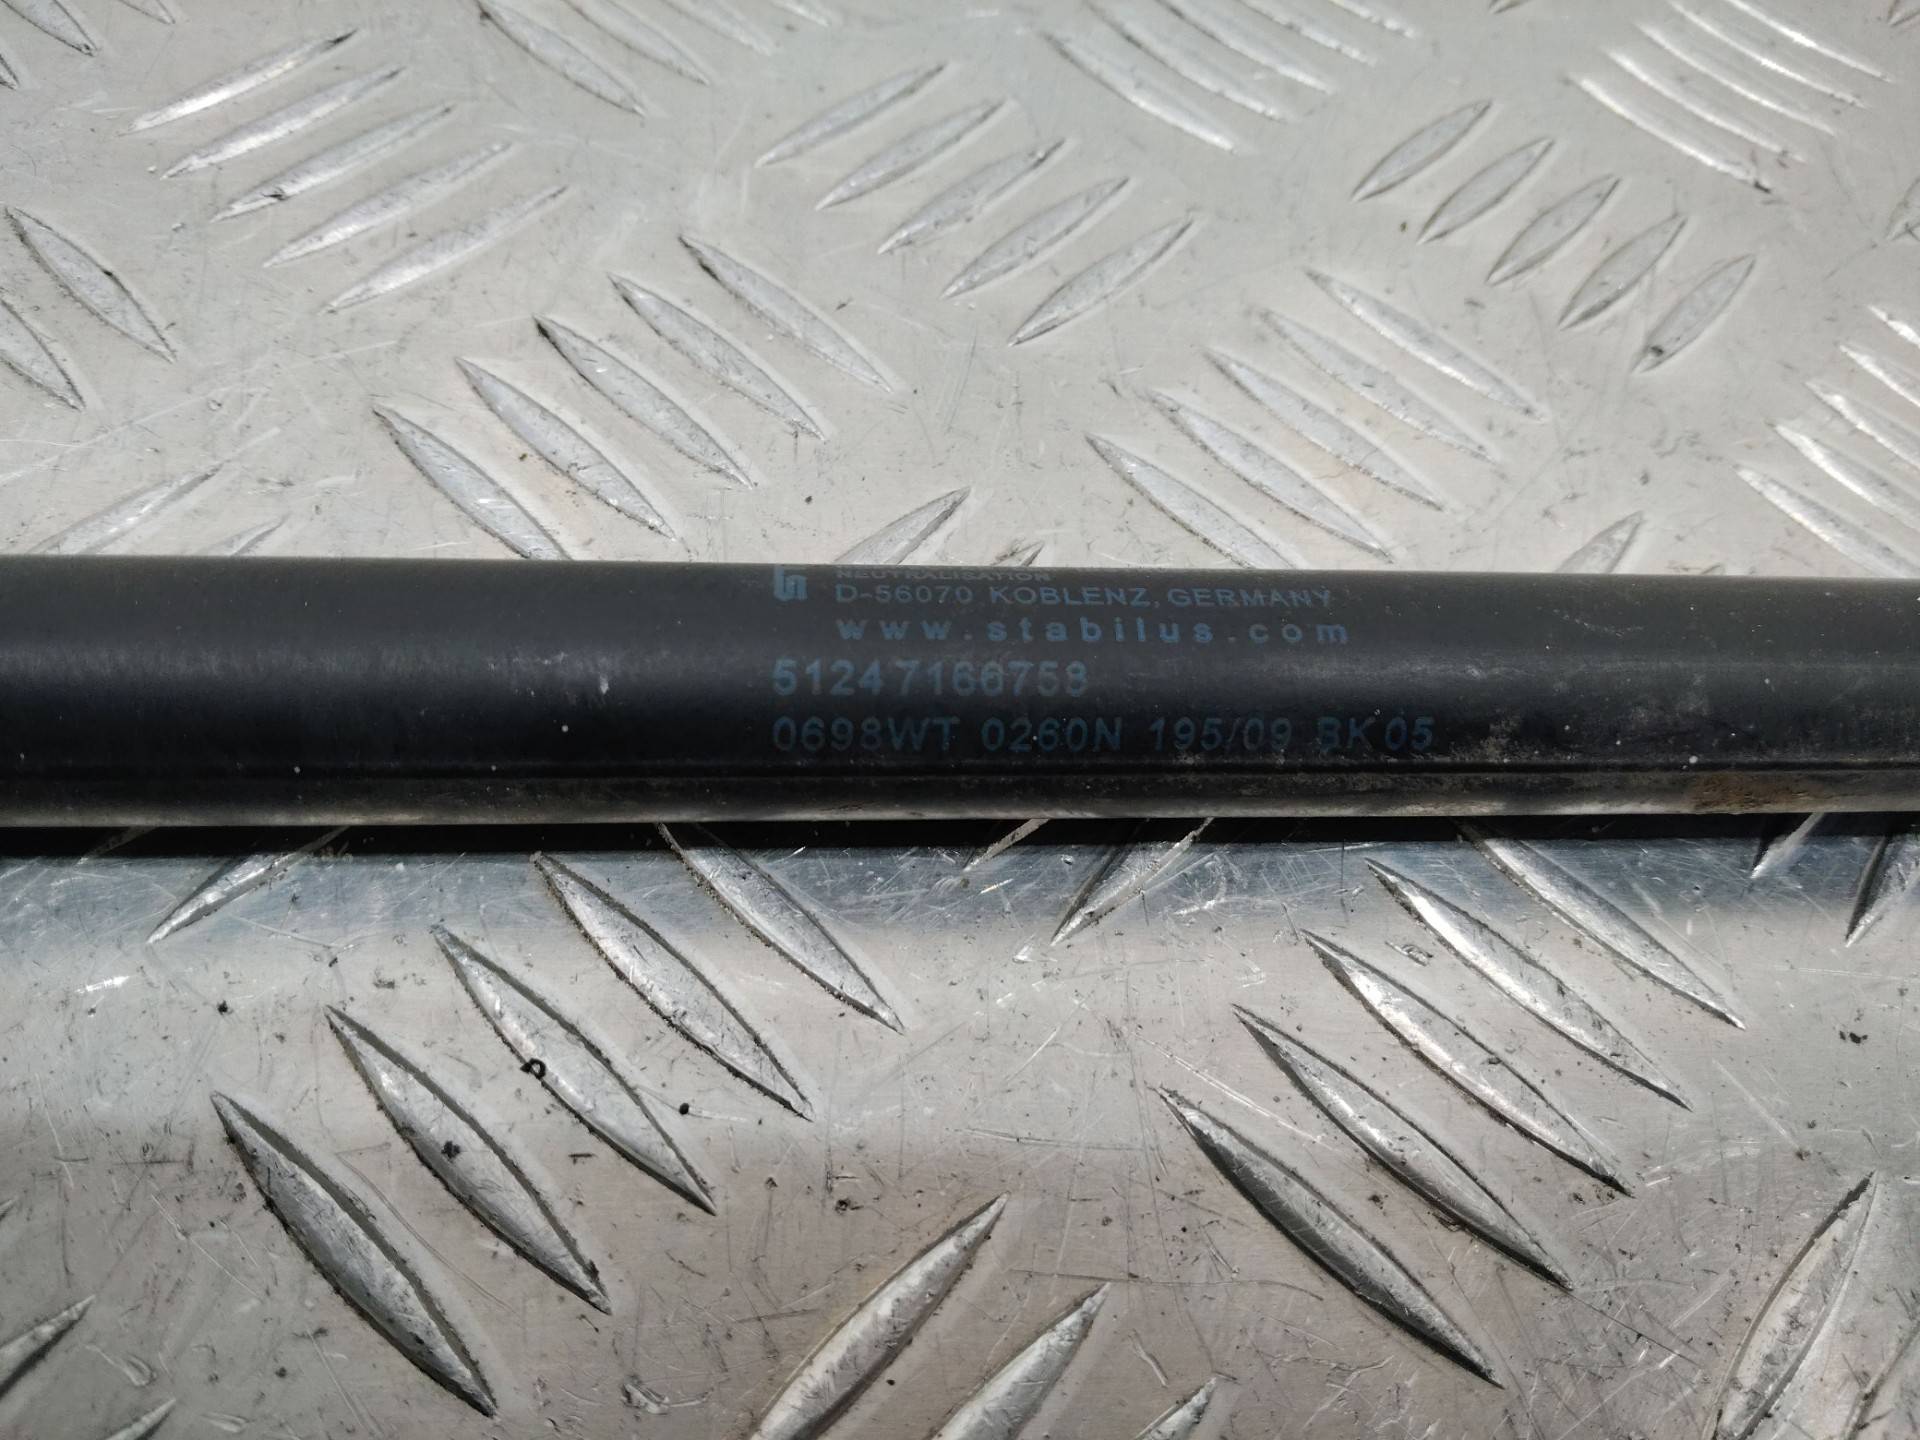 NEUTRALISATION
D-56070 KOBLENZ, GERMANY
www.stabilus.com
51247166758
0698WT 0260N 195/09 BK05